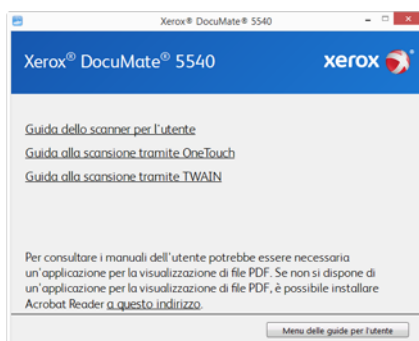 Xerox® DocuMate® 5540
Xerox® DocuMate® 5540
xerox
Guida dello scanner per l'utente
Guida alla scansione tramite OneTouch
Guida alla scansione tramite TWAIN
Per consultare i manuali dell'utente potrebbe essere necessaria
un'applicazione per la visualizzazione di file PDF. Se non si dispone di
un'applicazione per la visualizzazione di file PDF, è possibile installare
Acrobat Reader a questo indirizzo.
Menu delle guide per l'utente